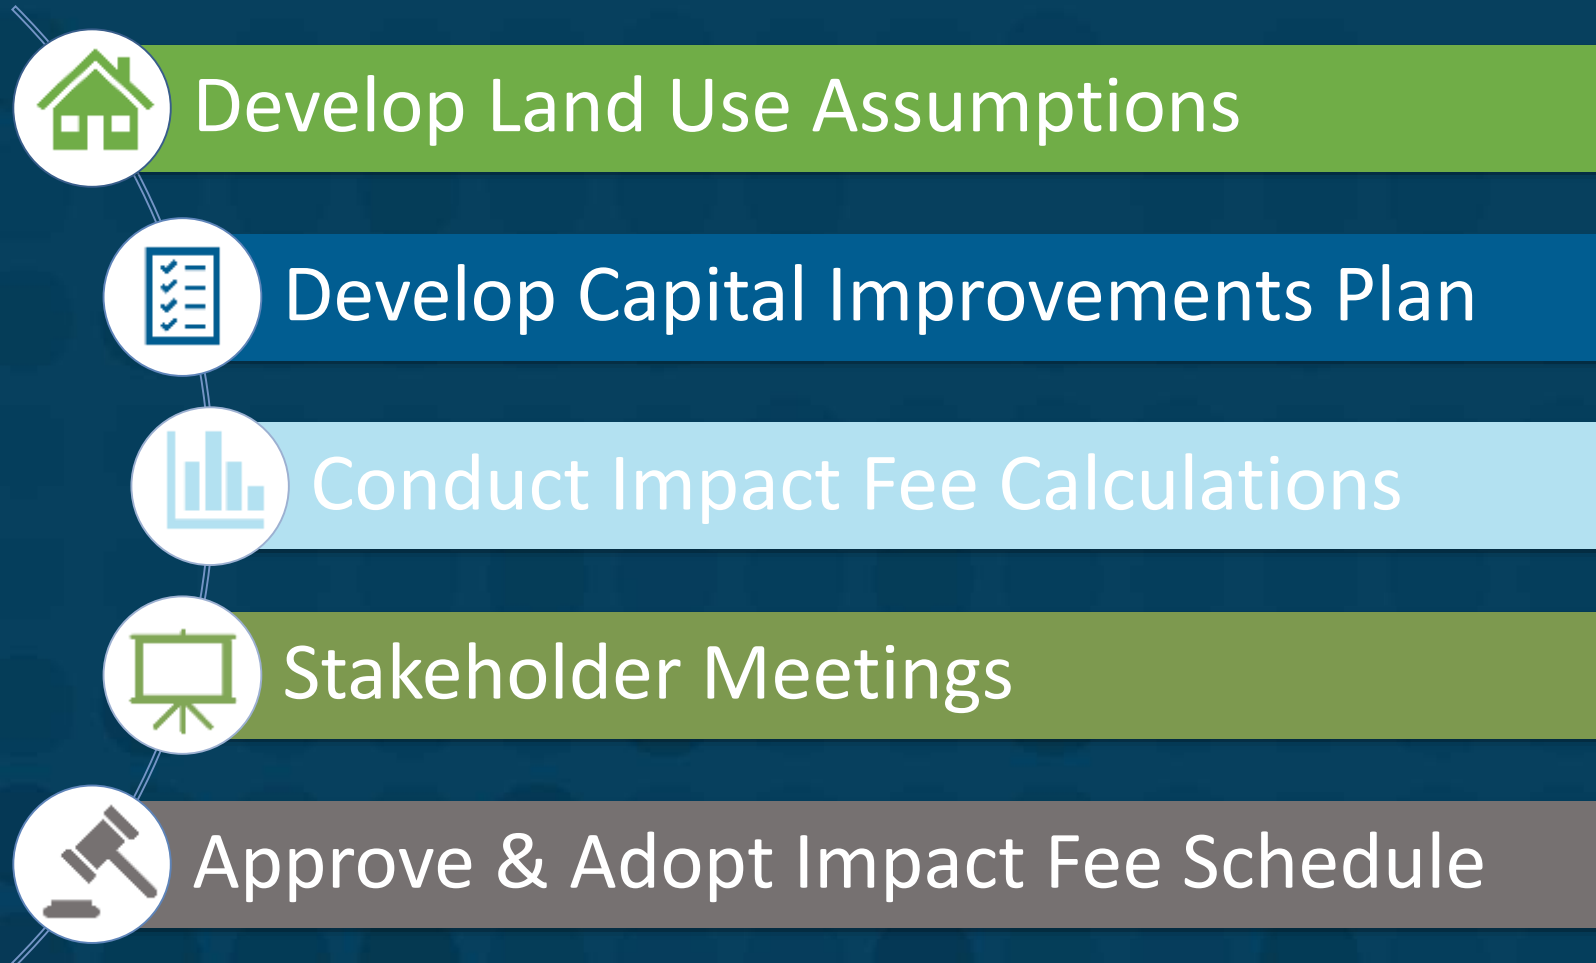 Develop Land Use Assumptions
Develop Capital Improvements Plan
Conduct Impact Fee Calculations
Stakeholder Meetings
Approve & Adopt Impact Fee Schedule